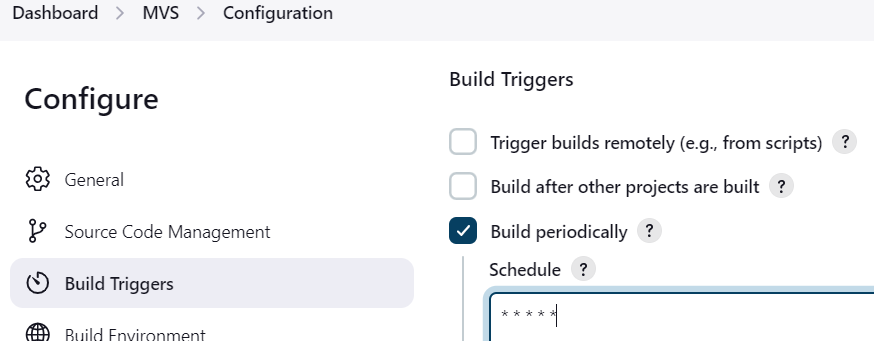 Dashboard > MVS > Configuration
Configure
General
Source Code Management
Build Triggers
Build Environment
Build Triggers
Trigger builds remotely (e.g., from scripts) ?
Build after other projects are built ?
Build periodically ?
Schedule ?
* * * * *